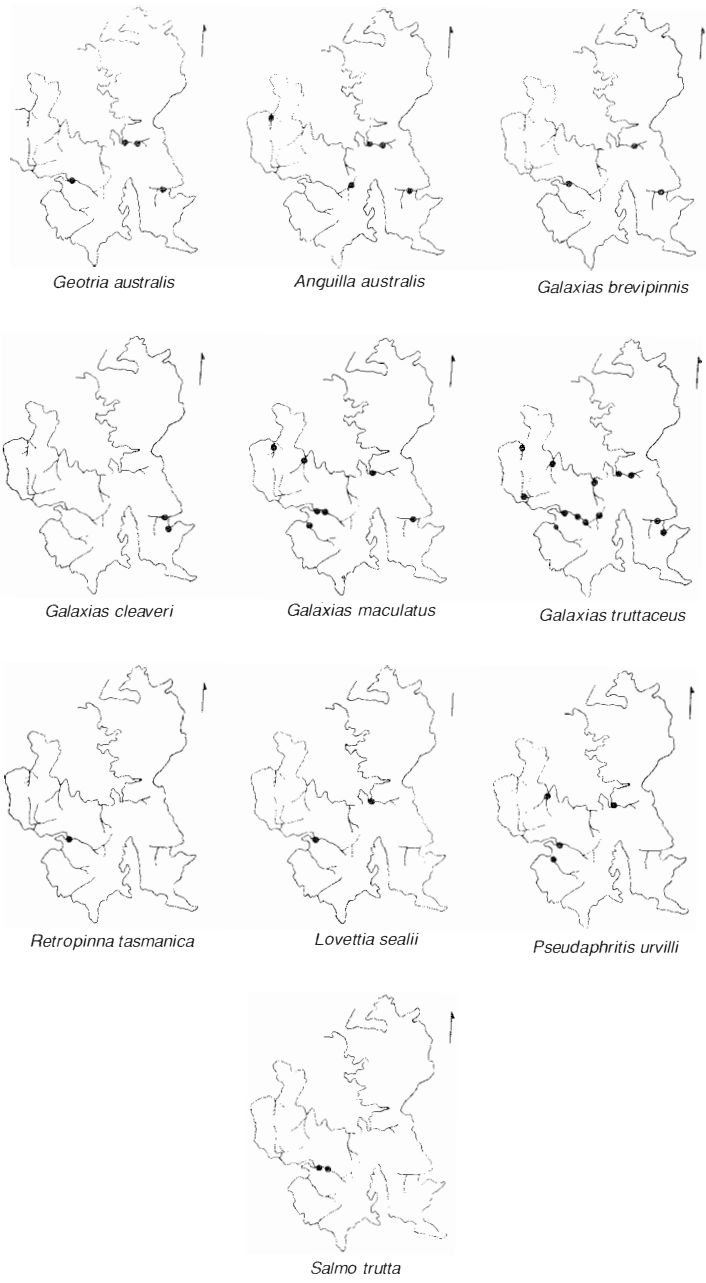 Geotria australis
Anguilla australis
Galaxias brevipinnis
Galaxias cleaveri
Galaxias maculatus
Galaxias truttaceus
Retropinna tasmanica
Lovettia sealii
Pseudaphritis urvilli
Salmo trutta